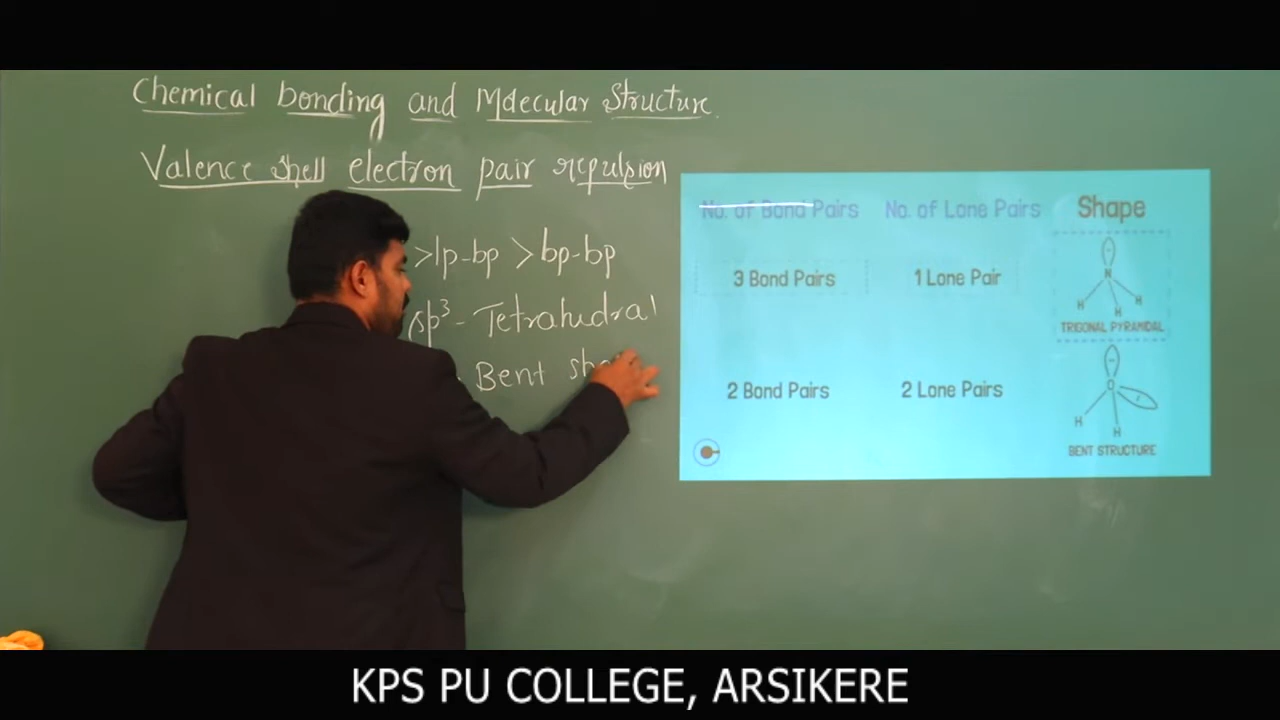 Chemical bonding and Molecular Structure.
Valence shell electron pair repulsion
>lp-bp > bp-bp
sp³ - Tetrahudral
Bent
No. of Bond Pairs No. of Lone Pairs Shape
3 Bond Pairs 1 Lone Pair
N
H H H
TRIGONAL PYRAMIDAL
2 Bond Pairs 2 Lone Pairs
O
H H
BENT STRUCTURE
KPS PU COLLEGE, ARSIKERE